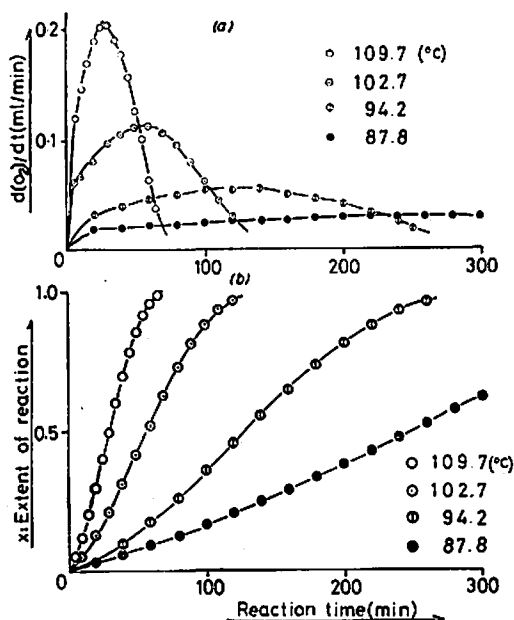 (a)
0.2
0.1
d(o₂)/dt(ml/min)
109.7 (°C)
102.7
94.2
87.8
0 100 200 300
(b)
1.0
0.5
x:Extent of reaction
109.7(°C)
102.7
94.2
87.8
0 100 200 300
Reaction time(min)